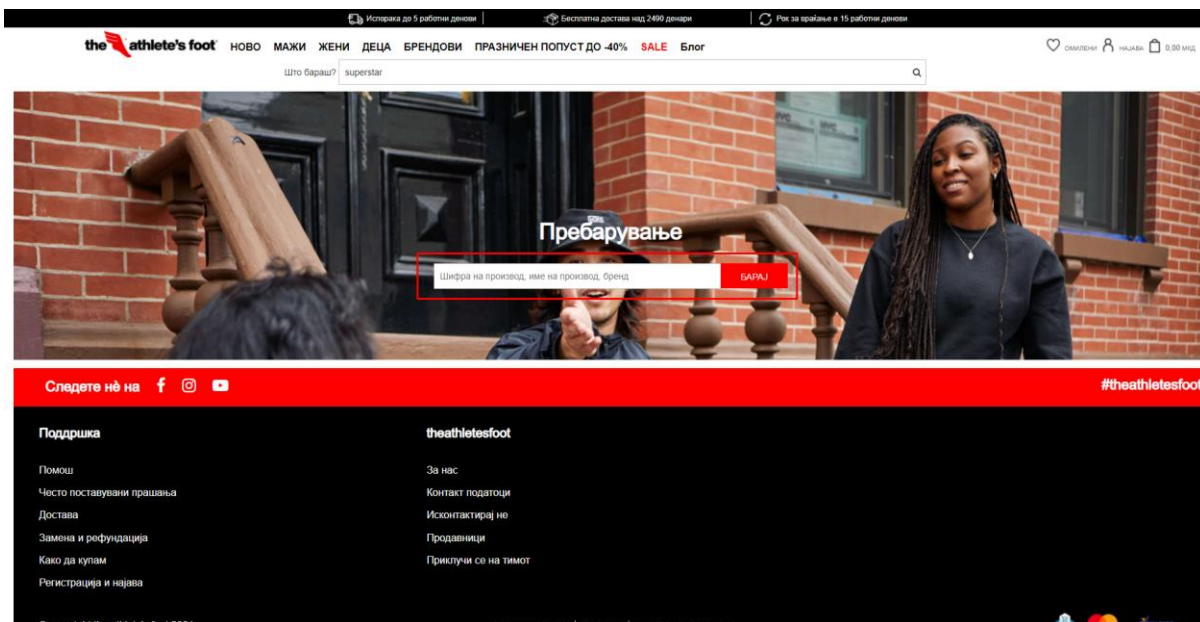 Испорака до 5 работни денови
Бесплатна достава над 2490 денари
Рок за враќање е 15 работни денови
the athlete's foot
НОВО МАЖИ ЖЕНИ ДЕЦА БРЕНДОВИ ПРАЗНИЧЕН ПОПУСТ ДО -40% SALE Блог
ОМИЛЕНИ НАЈАВА 0,00 МКД
Што бараш? superstar
Пребарување
Шифра на производ, име на производ, бренд
БАРАЈ
Следете нѐ на
#theathletesfoot
Поддршка
Помош
Често поставувани прашања
Достава
Замена и рефундација
Како да купам
Регистрација и најава
theathletesfoot
За нас
Контакт податоци
Исконтактирај не
Продавници
Приклучи се на тимот